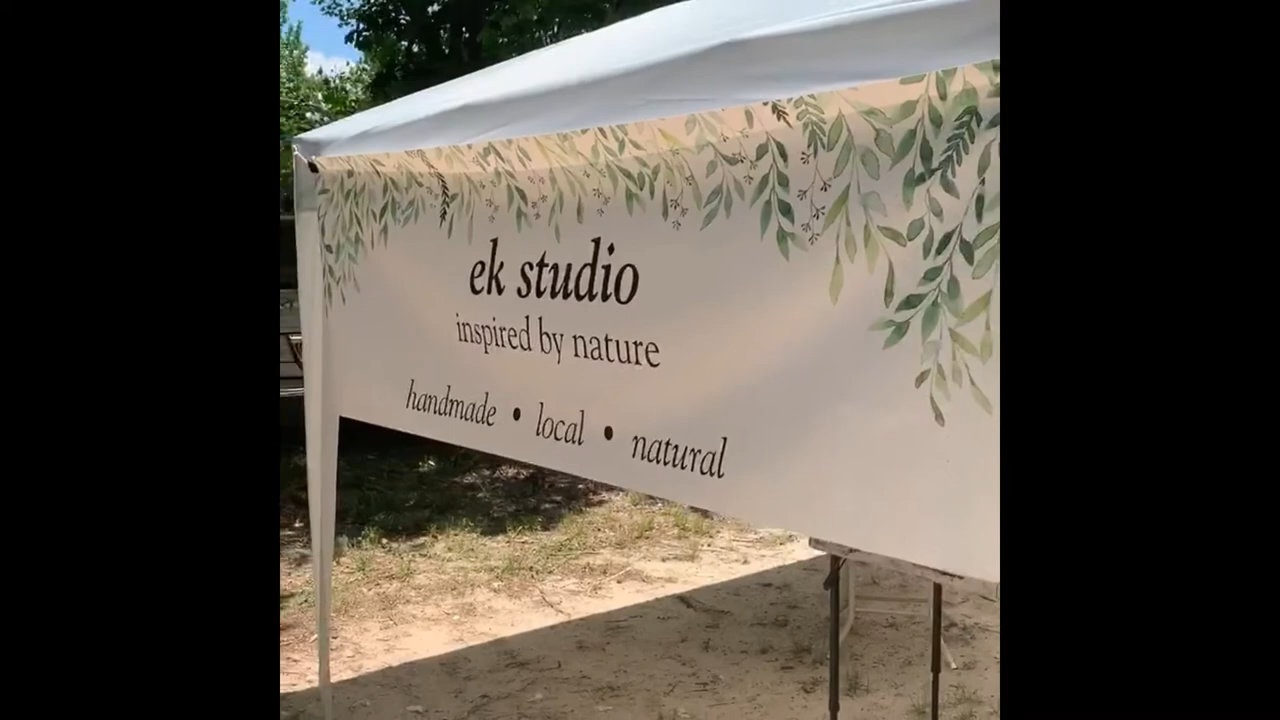 ek studio
inspired by nature
handmade • local • natural